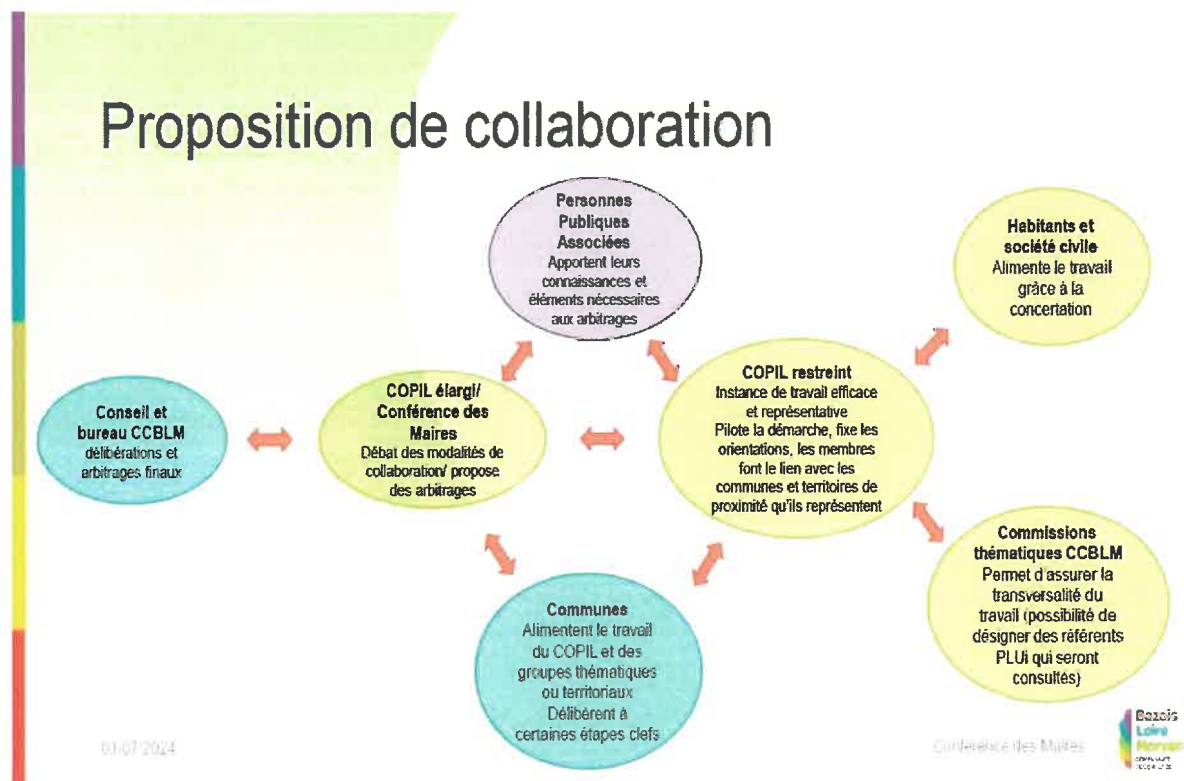 Proposition de collaboration
Personnes
Publiques
Associées
Apportent leurs
connaissances et
éléments nécessaires
aux arbitrages
Habitants et
société civile
Alimente le travail
grâce à la
concertation
Conseil et
bureau CCBLM
délibérations et
arbitrages finaux
COPIL élargi/
Conférence des
Maires
Débat des modalités de
collaboration/ propose
des arbitrages
COPIL restreint
Instance de travail efficace
et représentative
Pilote la démarche, fixe les
orientations, les membres
font le lien avec les
communes et territoires de
proximité qu'ils représentent
Communes
Alimentent le travail
du COPIL et des
groupes thématiques
ou territoriaux
Délibèrent à
certaines étapes clefs
Commissions
thématiques CCBLM
Permet d'assurer la
transversalité du
travail (possibilité de
désigner des référents
PLUi qui seront
consultés)
01/07/2024
Conférence des Maires
Bazois
Loire
Morvan